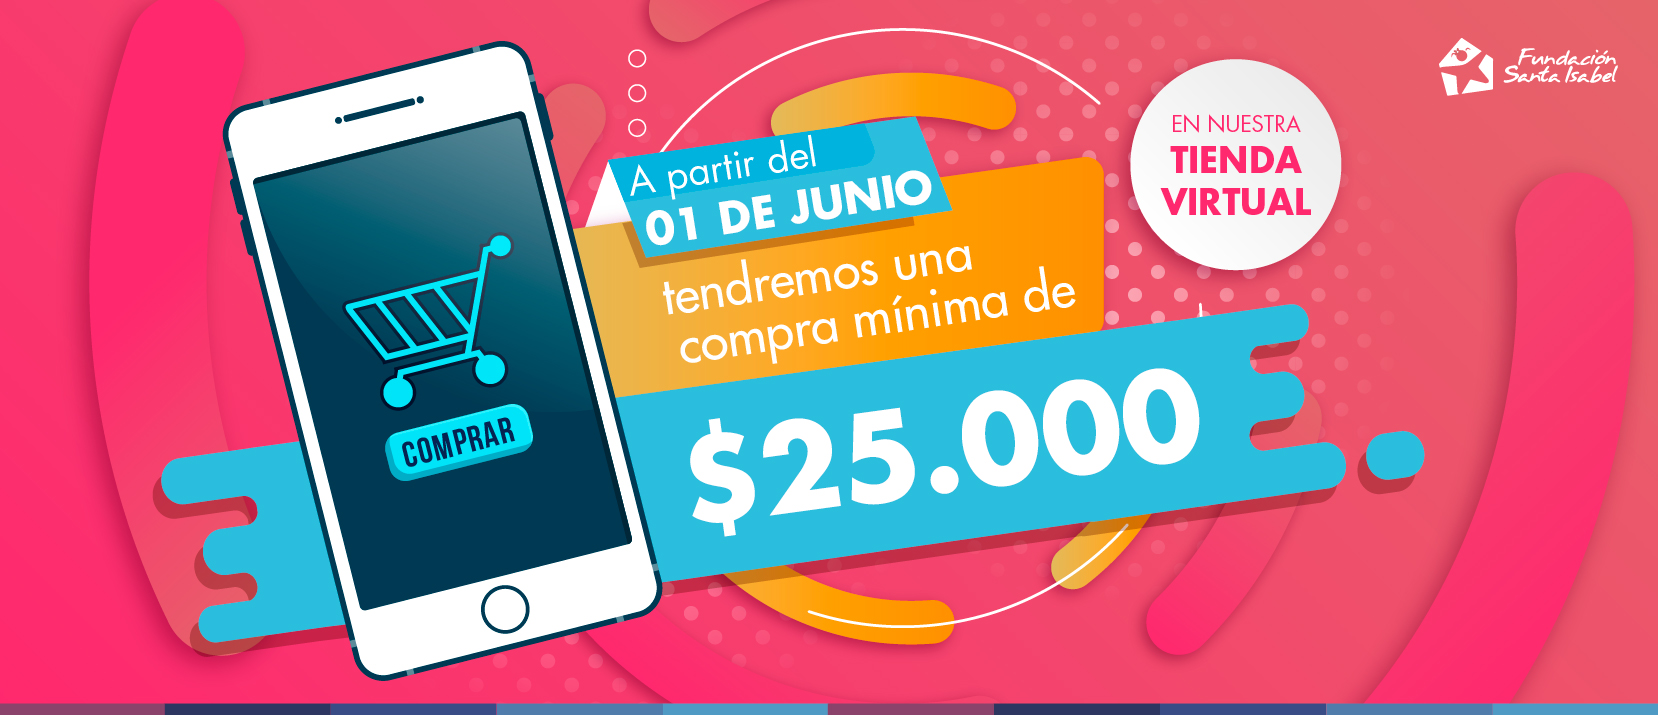 A partir del
01 DE JUNIO
tendremos una
compra mínima de
$25.000
COMPRAR
EN NUESTRA
TIENDA
VIRTUAL
Fundación
Santa Isabel